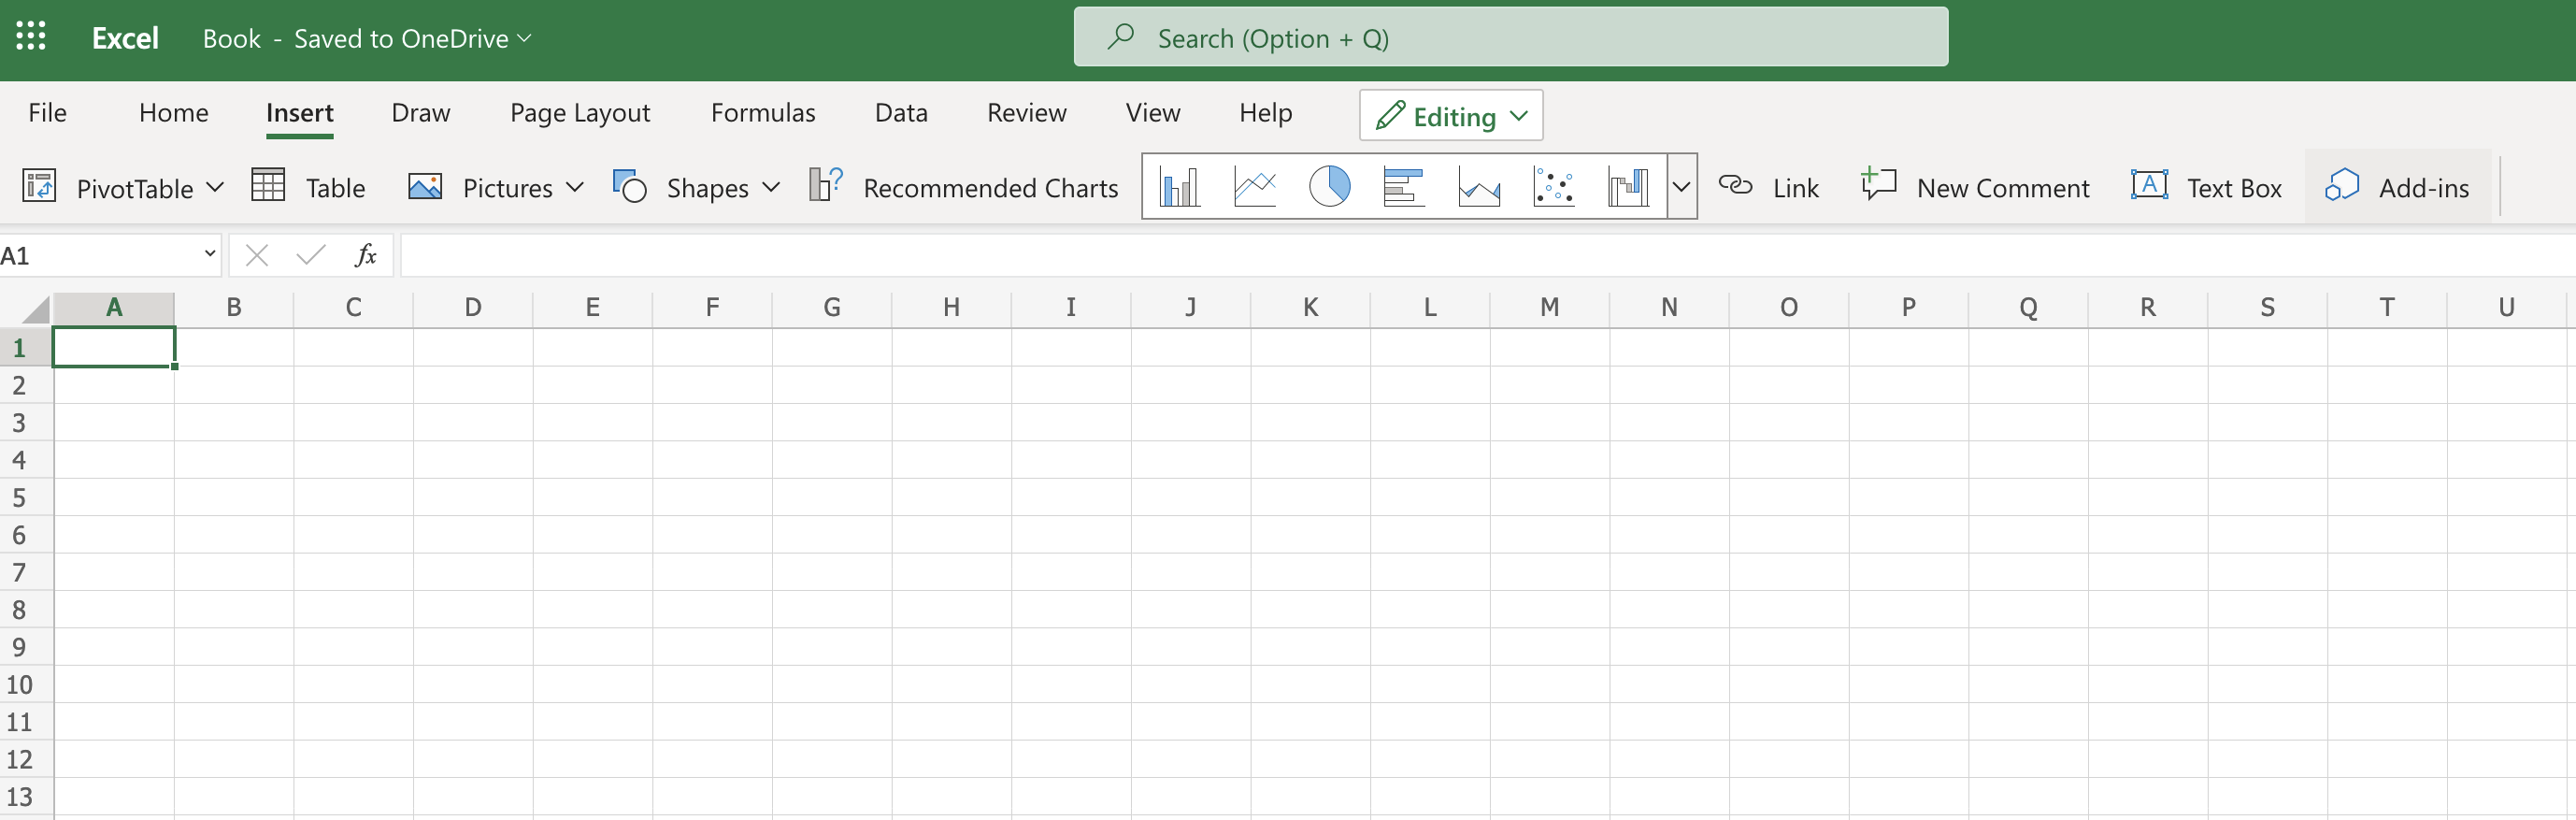 Excel Book - Saved to OneDrive Search (Option + Q)
File Home Insert Draw Page Layout Formulas Data Review View Help Editing
PivotTable Table Pictures Shapes ? Recommended Charts Link New Comment A Text Box Add-ins
A1 fx
A B C D E F G H I J K L M N O P Q R S T U
1
2
3
4
5
6
7
8
9
10
11
12
13